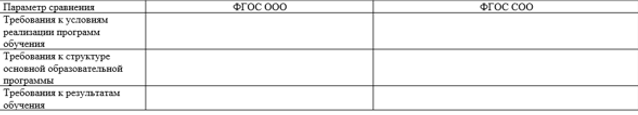 Параметр сравнения ФГОС ООО ФГОС СОО
Требования к условиям
реализации программ
обучения
Требования к структуре
основной образовательной
программы
Требования к результатам
обучения